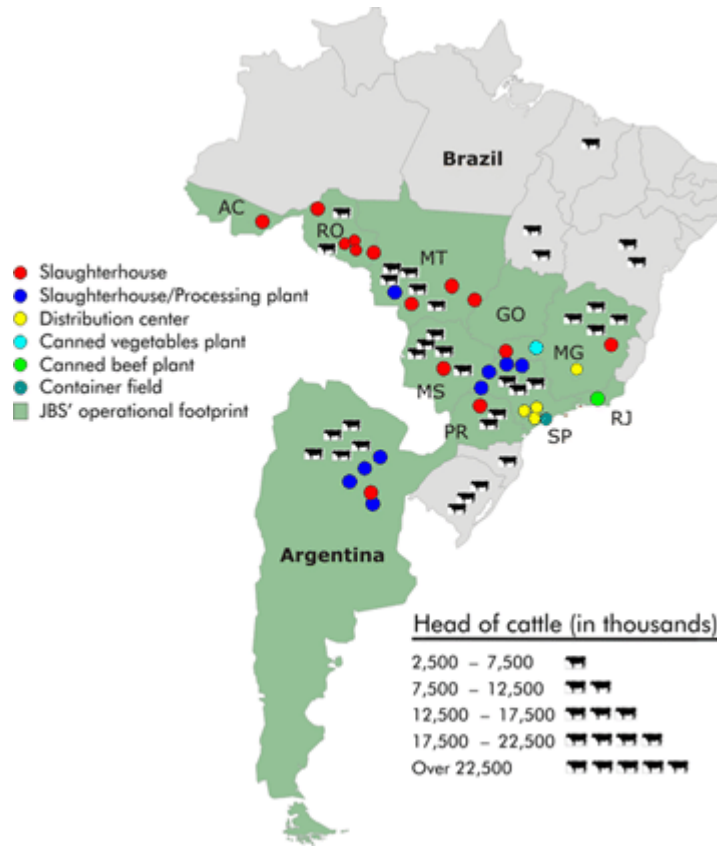 Brazil
AC
RO
MT
GO
MG
MS
PR
SP
RJ
Slaughterhouse
Slaughterhouse/Processing plant
Distribution center
Canned vegetables plant
Canned beef plant
Container field
JBS' operational footprint
Argentina
Head of cattle (in thousands)
2,500 – 7,500
7,500 – 12,500
12,500 – 17,500
17,500 – 22,500
Over 22,500